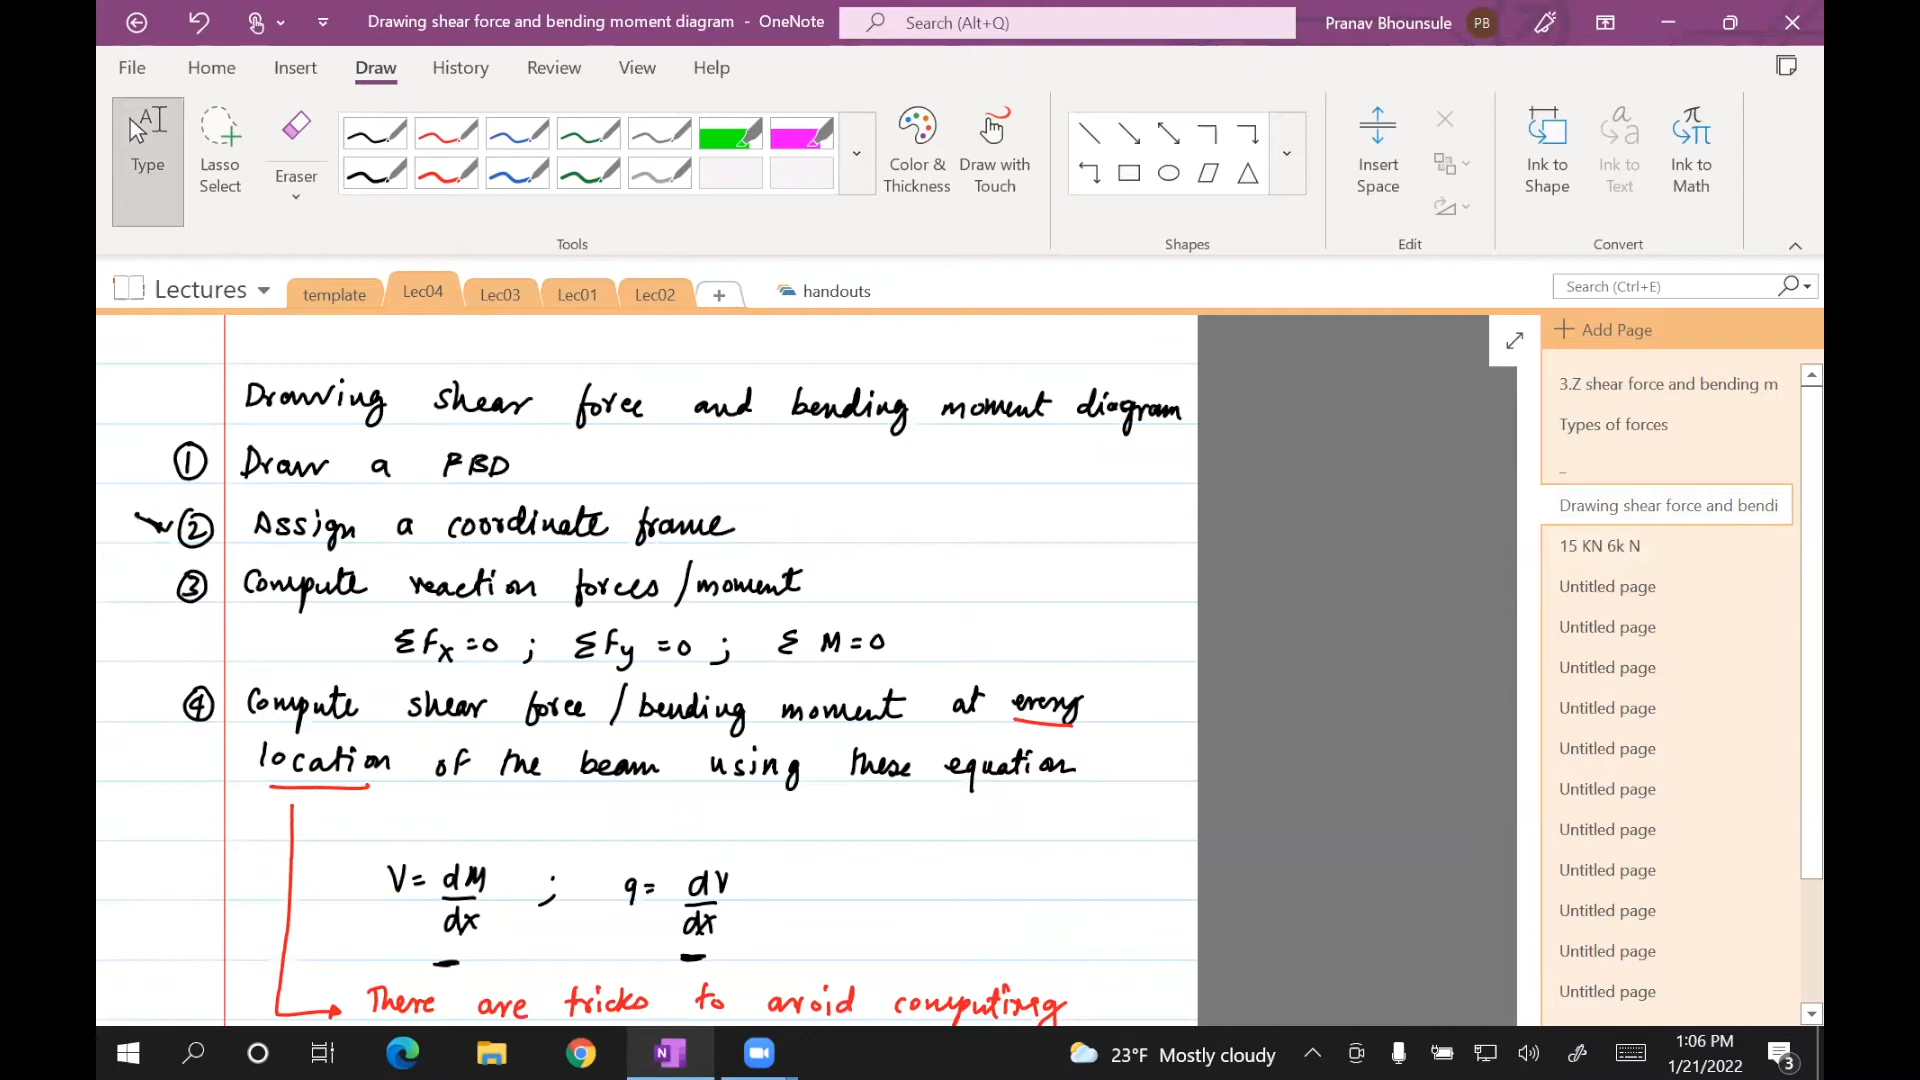 Drawing shear force and bending moment diagram - OneNote
Search (Alt+Q)
Pranav Bhounsule PB
File Home Insert Draw History Review View Help
Type
Lasso Select
Eraser
Color & Thickness
Draw with Touch
Insert Space
Ink to Shape
Ink to Text
Ink to Math
Tools
Shapes
Edit
Convert
Lectures
template
Lec04
Lec03
Lec01
Lec02
handouts
Search (Ctrl+E)
Drawing shear force and bending moment diagram
① Draw a FBD
② Assign a coordinate frame
③ Compute reaction forces/moment
ΣFx = 0 ; ΣFy = 0 ; Σ M = 0
④ Compute shear force/bending moment at every
location of the beam using these equation
V = dM/dx ; q = dV/dx
There are tricks to avoid computing
Add Page
3.Z shear force and bending m
Types of forces
_
Drawing shear force and bendi
15 KN 6k N
Untitled page
Untitled page
Untitled page
Untitled page
Untitled page
Untitled page
Untitled page
Untitled page
Untitled page
Untitled page
Untitled page
23°F Mostly cloudy
1:06 PM
1/21/2022
3